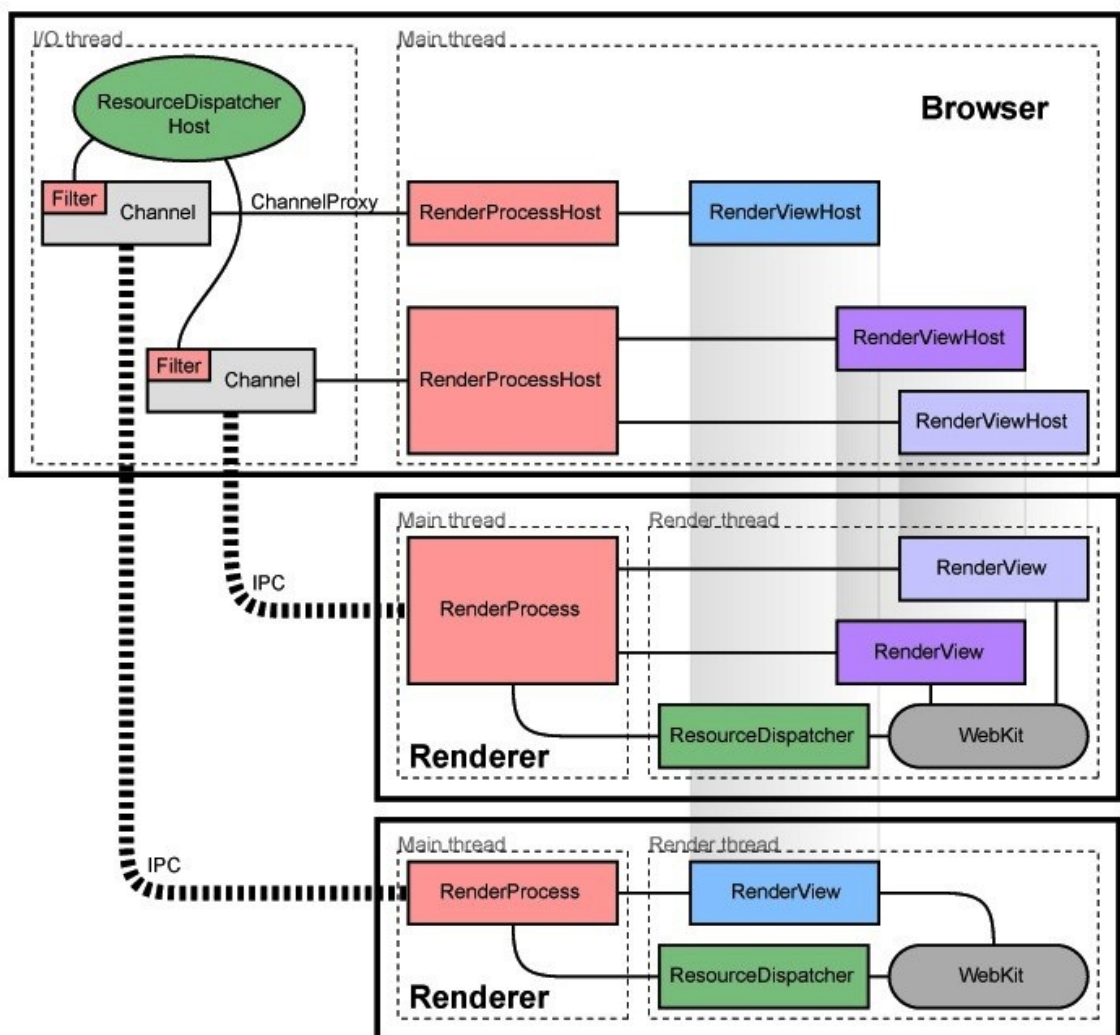 I/O thread
Main thread
ResourceDispatcher
Host
Browser
Filter
Channel
ChannelProxy
RenderProcessHost
RenderViewHost
Filter
Channel
RenderProcessHost
RenderViewHost
RenderViewHost
Main thread
Render thread
IPC
RenderProcess
RenderView
RenderView
ResourceDispatcher
WebKit
Renderer
Main thread
Render thread
IPC
RenderProcess
RenderView
ResourceDispatcher
WebKit
Renderer